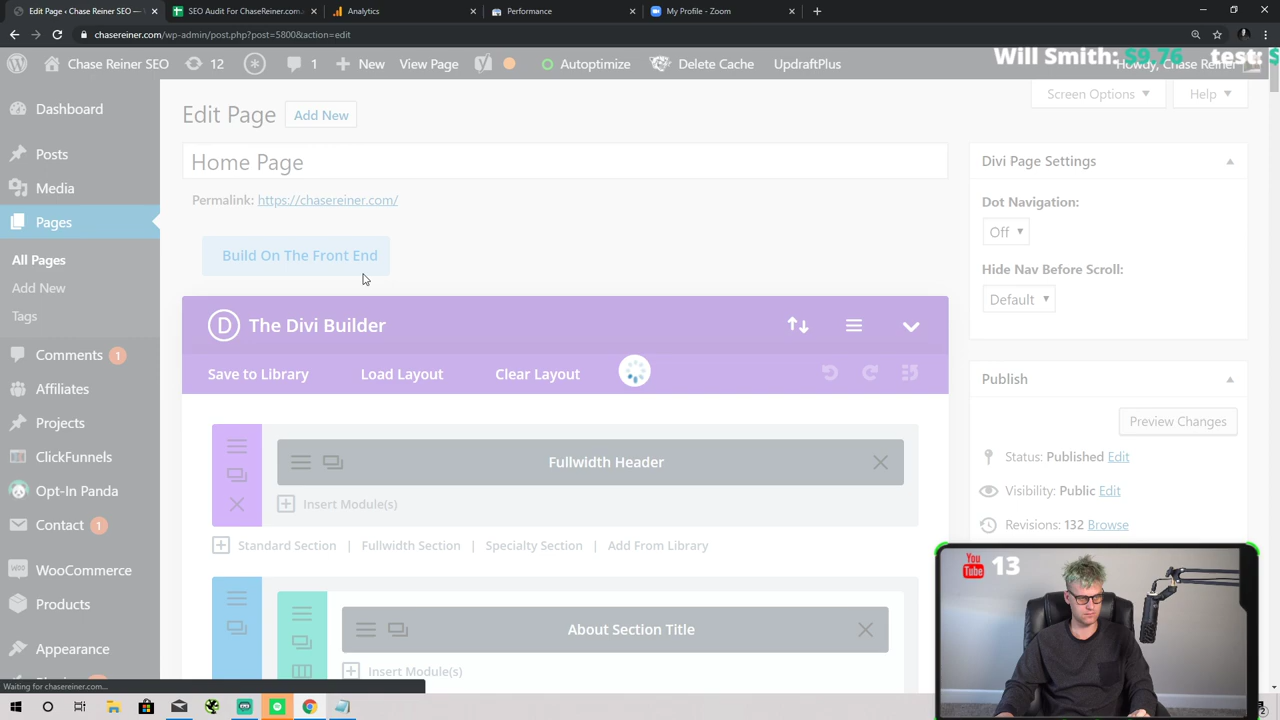 Edit Page ‹ Chase Reiner SEO —
SEO Audit For Chase Reiner.com
Analytics
Perfomance
My Profile - Zoom
chasereiner.com/wp-admin/post.php?post=5800&action=edit
Will Smith: $9.76 test: $
Chase Reiner SEO
12
1
New
View Page
Autoptimize
Delete Cache
UpdraftPlus
Howdy, Chase Reiner
Screen Options
Help
Dashboard
Posts
Media
Pages
All Pages
Add New
Tags
Comments 1
Affiliates
Projects
ClickFunnels
Opt-In Panda
Contact 1
WooCommerce
Products
Appearance
Edit Page
Add New
Home Page
Permalink: https://chasereiner.com/
Build On The Front End
D The Divi Builder
Save to Library
Load Layout
Clear Layout
Fullwidth Header
Insert Module(s)
Standard Section | Fullwidth Section | Specialty Section | Add From Library
About Section Title
Insert Module(s)
Divi Page Settings
Dot Navigation:
Off
Hide Nav Before Scroll:
Default
Publish
Preview Changes
Status: Published Edit
Visibility: Public Edit
Revisions: 132 Browse
You Tube 13
Waiting for chasereiner.com...